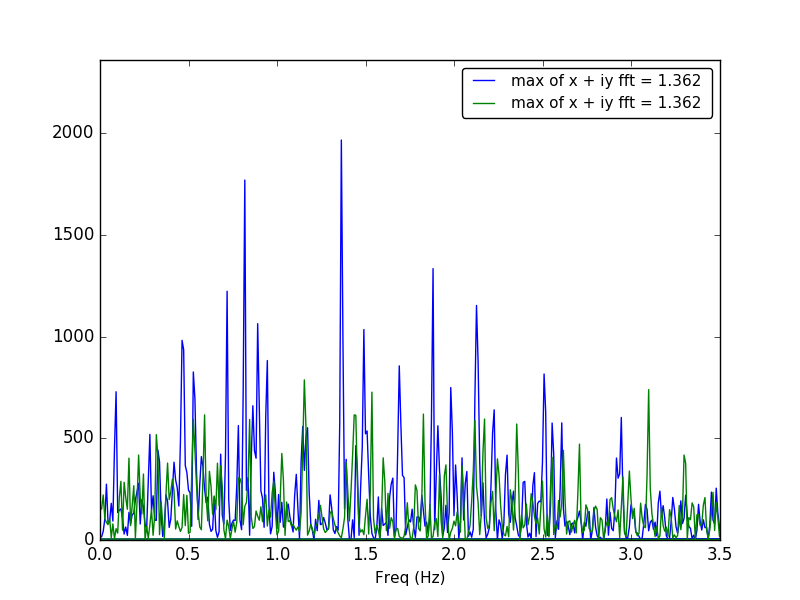 max of x + iy fft = 1.362
max of x + iy fft = 1.362
2000
1500
1000
500
0
0.0 0.5 1.0 1.5 2.0 2.5 3.0 3.5
Freq (Hz)